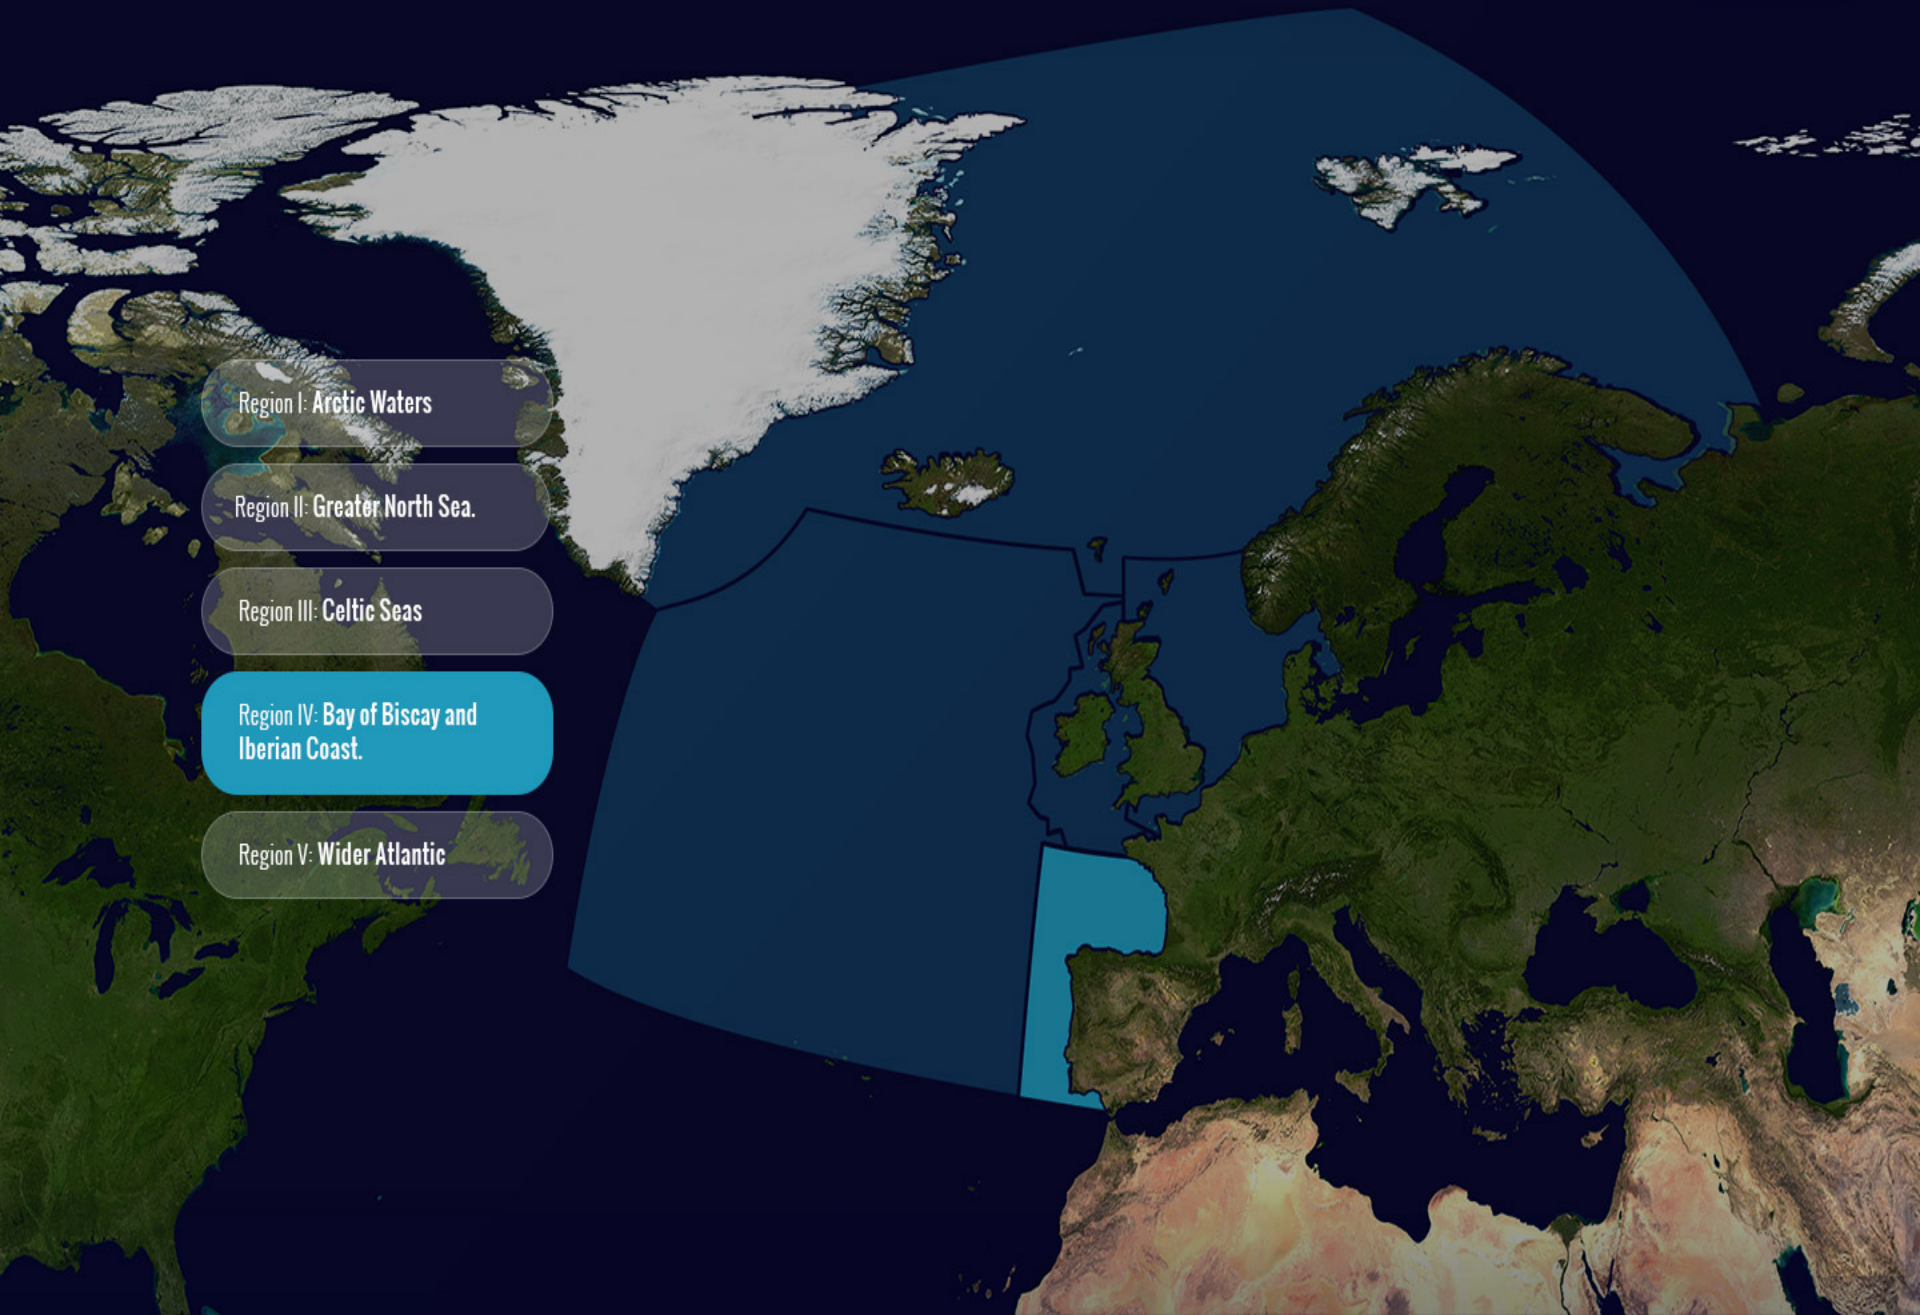 Region I: Arctic Waters
Region II: Greater North Sea.
Region III: Celtic Seas
Region IV: Bay of Biscay and
Iberian Coast.
Region V: Wider Atlantic